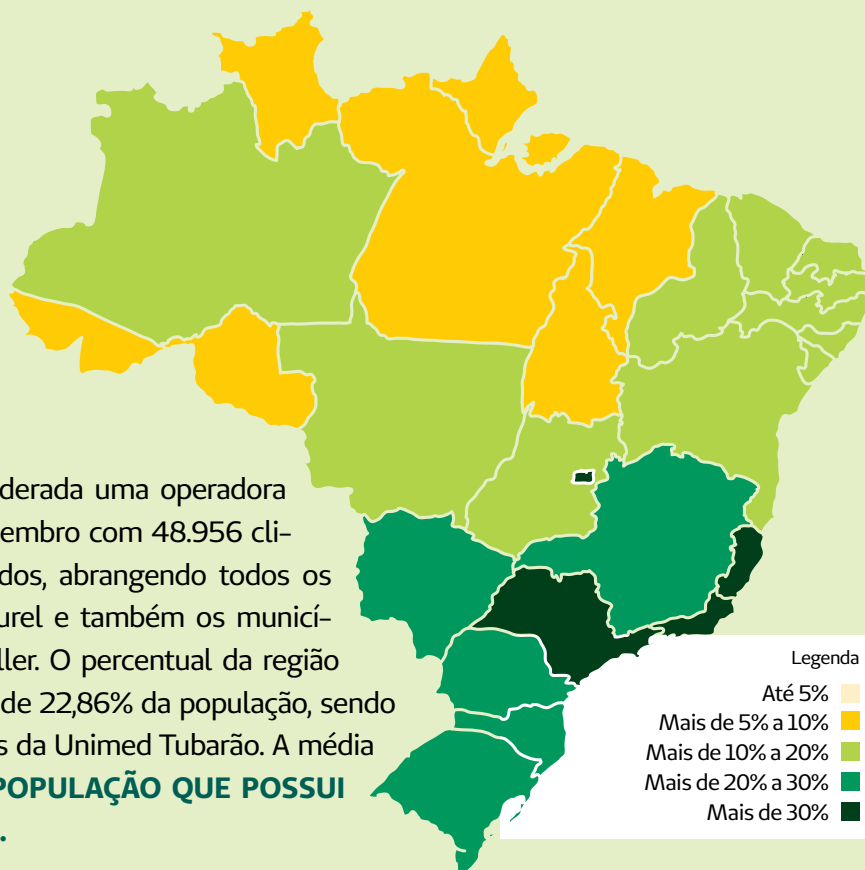 derada uma operadora
embro com 48.956 cli-
dos, abrangendo todos os
urel e também os municí-
ller. O percentual da região
de 22,86% da população, sendo
s da Unimed Tubarão. A média
POPULAÇÃO QUE POSSUI
.
Legenda
Até 5%
Mais de 5% a 10%
Mais de 10% a 20%
Mais de 20% a 30%
Mais de 30%